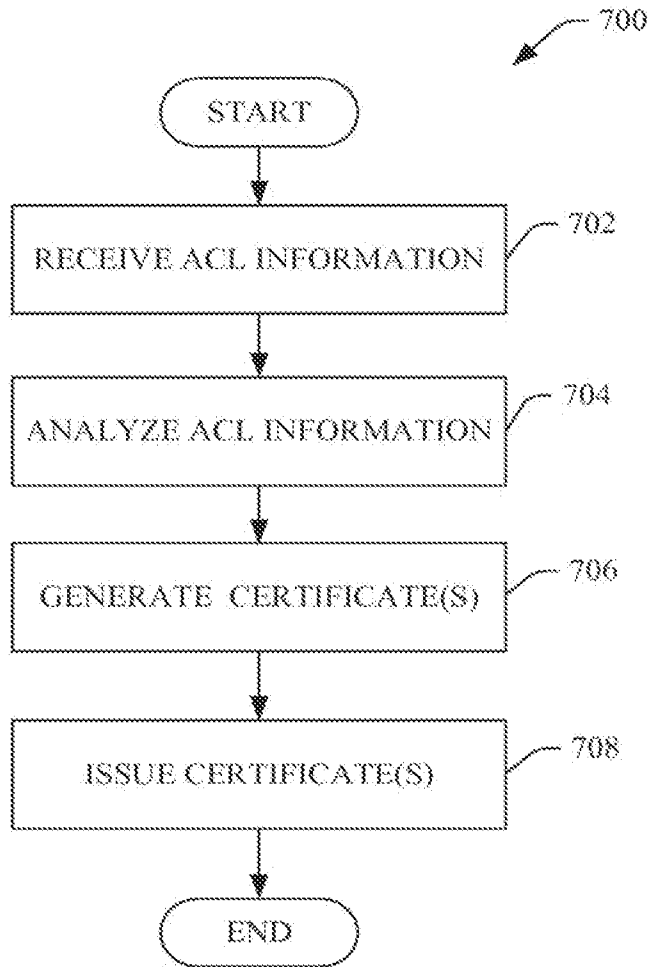 700
START
RECEIVE ACL INFORMATION
702
ANALYZE ACL INFORMATION
704
GENERATE CERTIFICATE(S)
706
ISSUE CERTIFICATE(S)
708
END